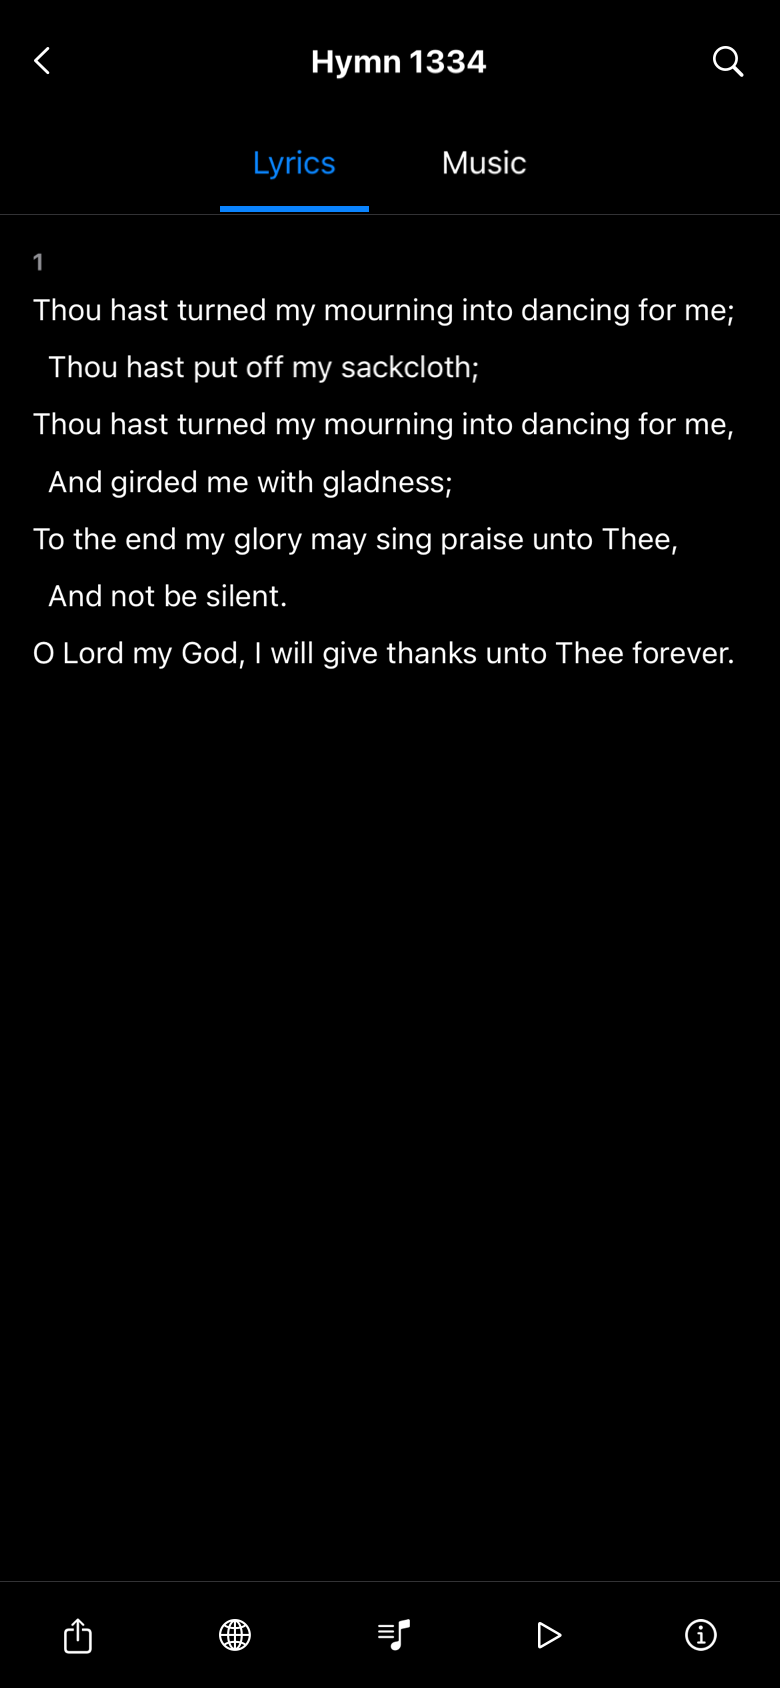 Hymn 1334
Lyrics
Music
1
Thou hast turned my mourning into dancing for me;
Thou hast put off my sackcloth;
Thou hast turned my mourning into dancing for me,
And girded me with gladness;
To the end my glory may sing praise unto Thee,
And not be silent.
O Lord my God, I will give thanks unto Thee forever.